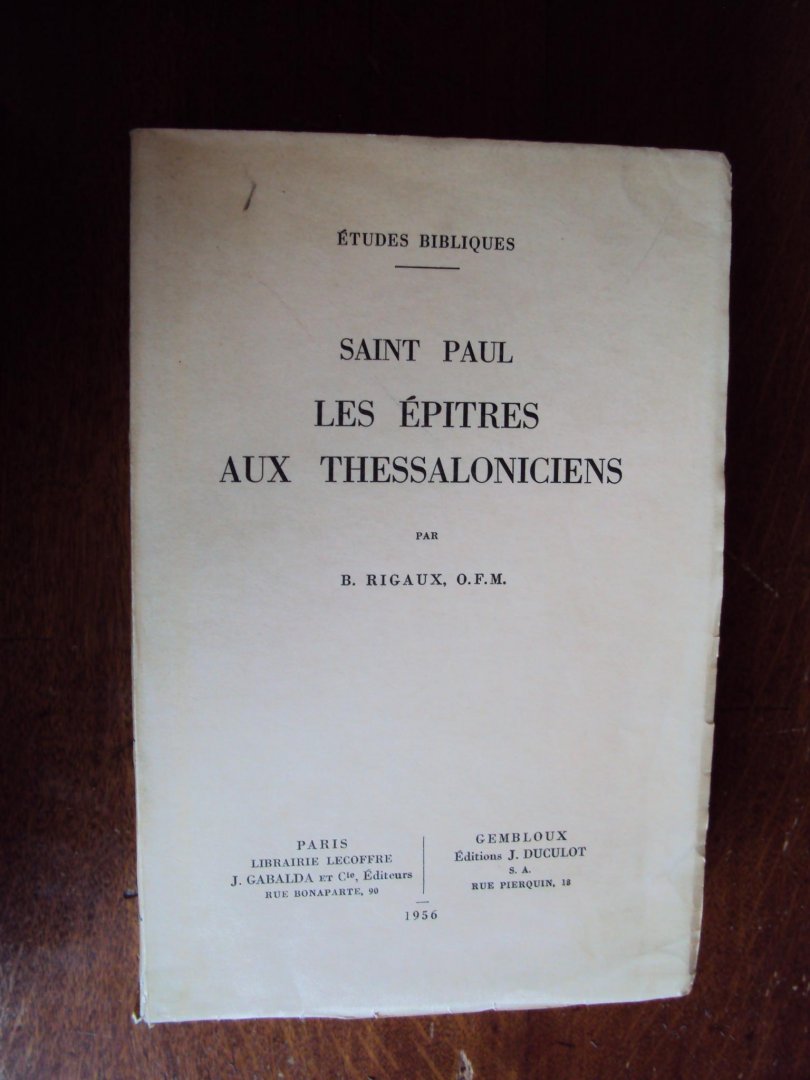 ÉTUDES BIBLIQUES
SAINT PAUL
LES ÉPITRES
AUX THESSALONICIENS
PAR
B. RIGAUX, O.F.M.
PARIS
LIBRAIRIE LECOFFRE
J. GABALDA ET Cie, Éditeurs
RUE BONAPARTE, 90
GEMBLOUX
Éditions J. DUCULOT
S. A.
RUE PIERQUIN, 18
1956